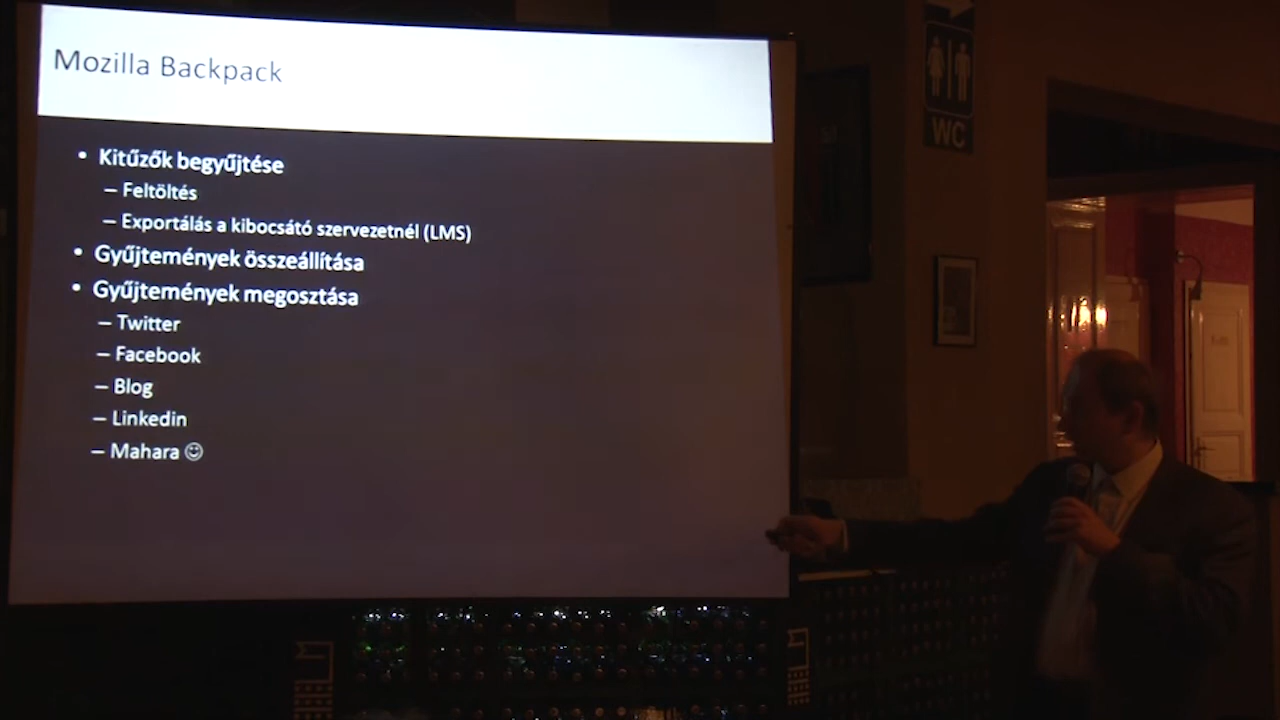 Mozilla Backpack
• Kitűzők begyűjtése
– Feltöltés
– Exportálás a kibocsátó szervezetnél (LMS)
• Gyűjtemények összeállítása
• Gyűjtemények megosztása
– Twitter
– Facebook
– Blog
– Linkedin
– Mahara ☺
WC